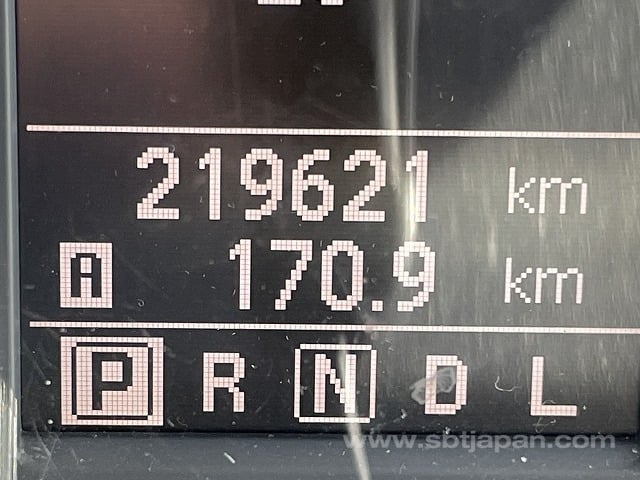 219621 km
A 170.9 km
P R N D L
www.sbtjapan.com